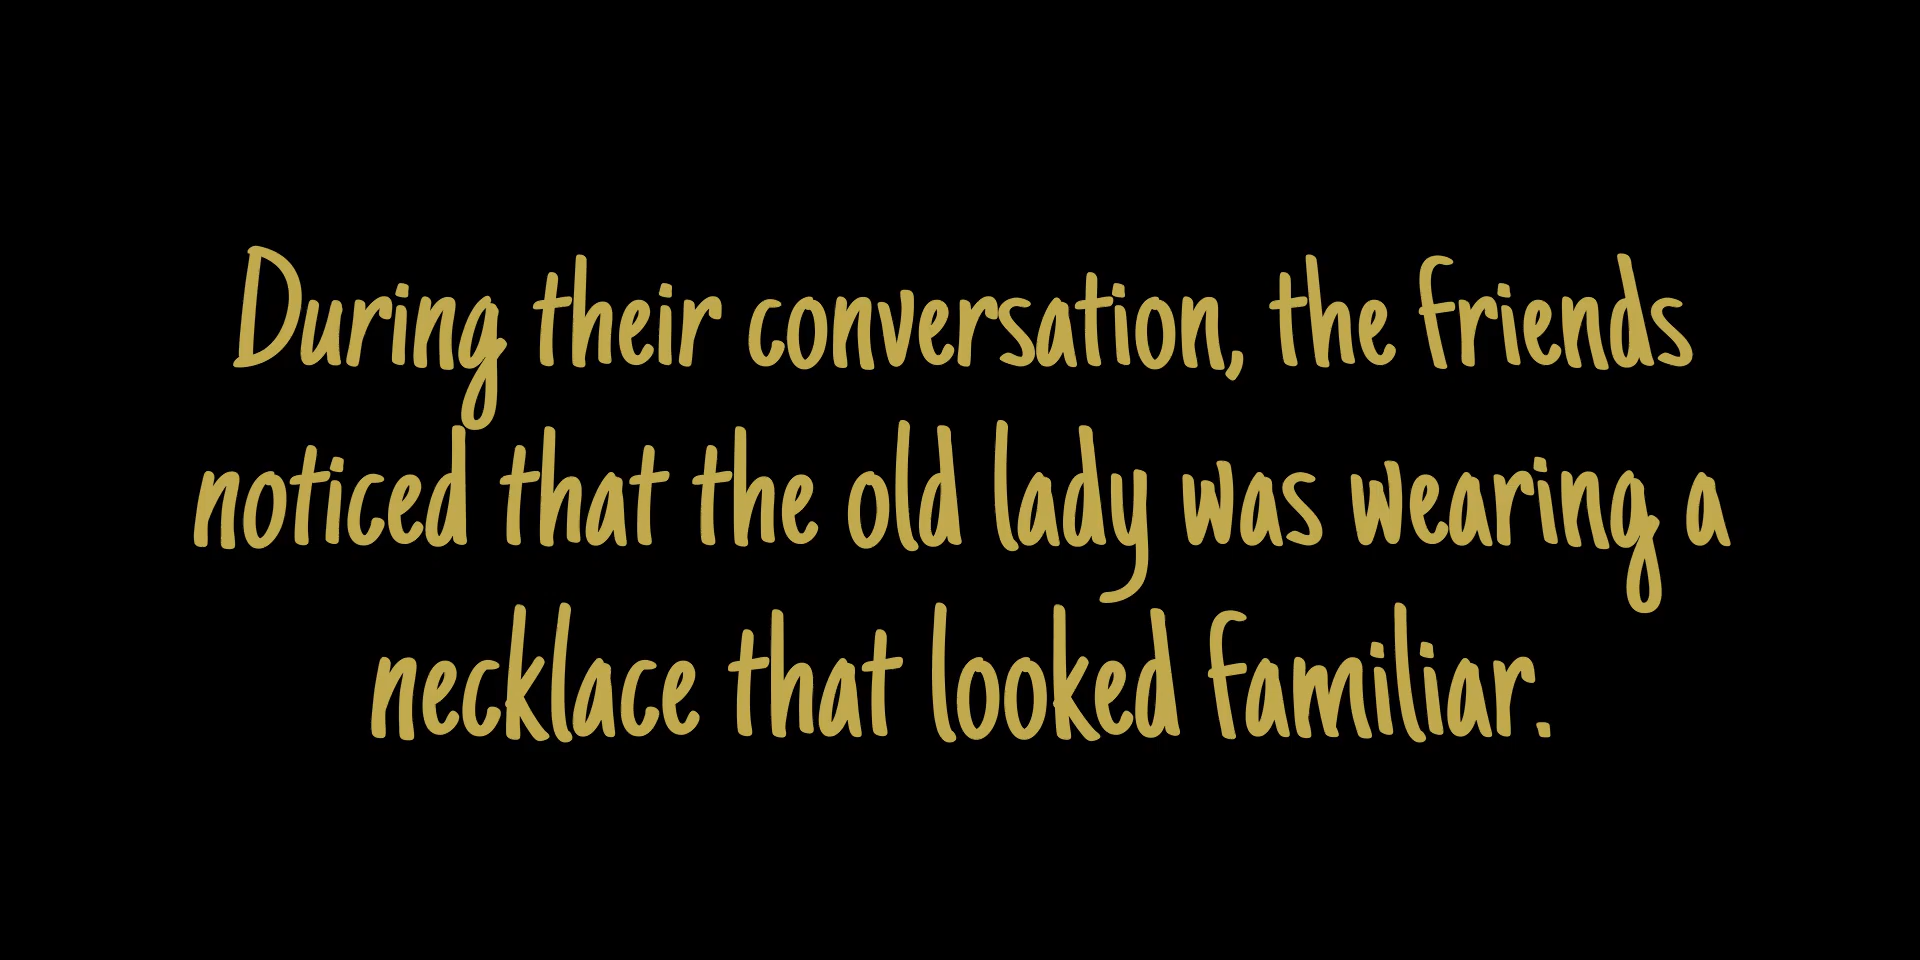 During their conversation, the friends
noticed that the old lady was wearing a
necklace that looked familiar.